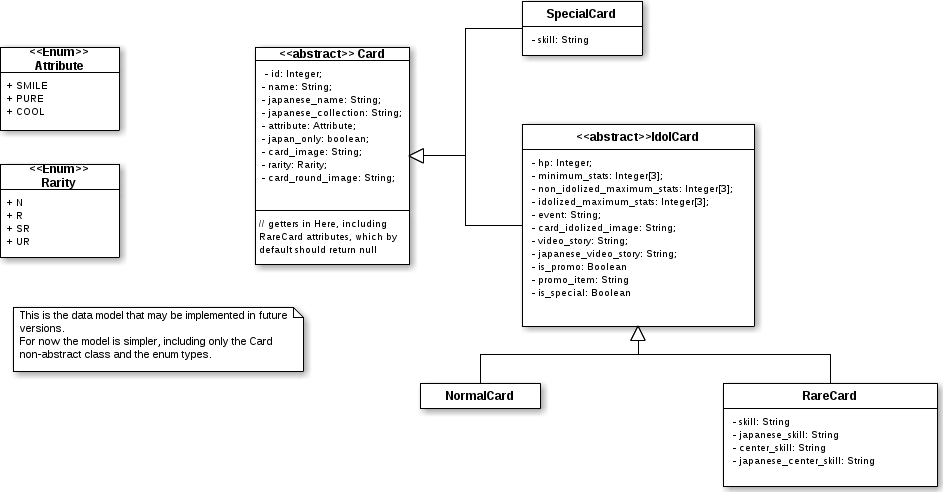 <<Enum>>
Attribute
+ SMILE
+ PURE
+ COOL
<<Enum>>
Rarity
+ N
+ R
+ SR
+ UR
<<abstract>> Card
- id: Integer;
- name: String;
- japanese_name: String;
- japanese_collection: String;
- attribute: Attribute;
- japan_only: boolean;
- card_image: String;
- rarity: Rarity;
- card_round_image: String;
// getters in Here, including
RareCard attributes, which by
default should return null
SpecialCard
- skill: String
<<abstract>>IdolCard
- hp: Integer;
- minimum_stats: Integer[3];
- non_idolized_maximum_stats: Integer[3];
- idolized_maximum_stats: Integer[3];
- event: String;
- card_idolized_image: String;
- video_story: String;
- japanese_video_story: String;
- is_promo: Boolean
- promo_item: String
- is_special: Boolean
This is the data model that may be implemented in future
versions.
For now the model is simpler, including only the Card
non-abstract class and the enum types.
NormalCard
RareCard
- skill: String
- japanese_skill: String
- center_skill: String
- japanese_center_skill: String